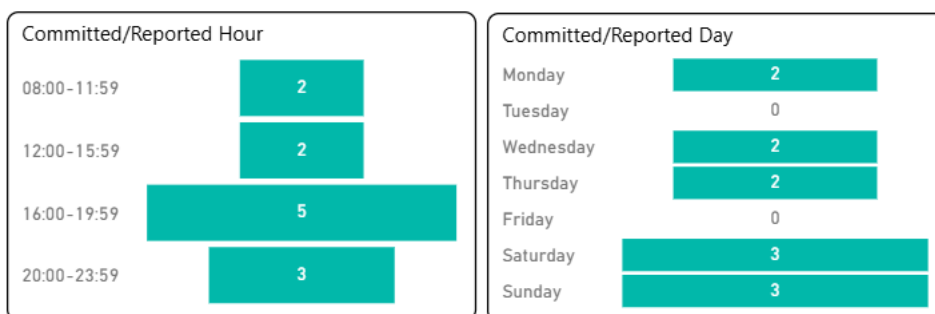 Committed/Reported Hour
08:00-11:59 2
12:00-15:59 2
16:00-19:59 5
20:00-23:59 3
Committed/Reported Day
Monday 2
Tuesday 0
Wednesday 2
Thursday 2
Friday 0
Saturday 3
Sunday 3